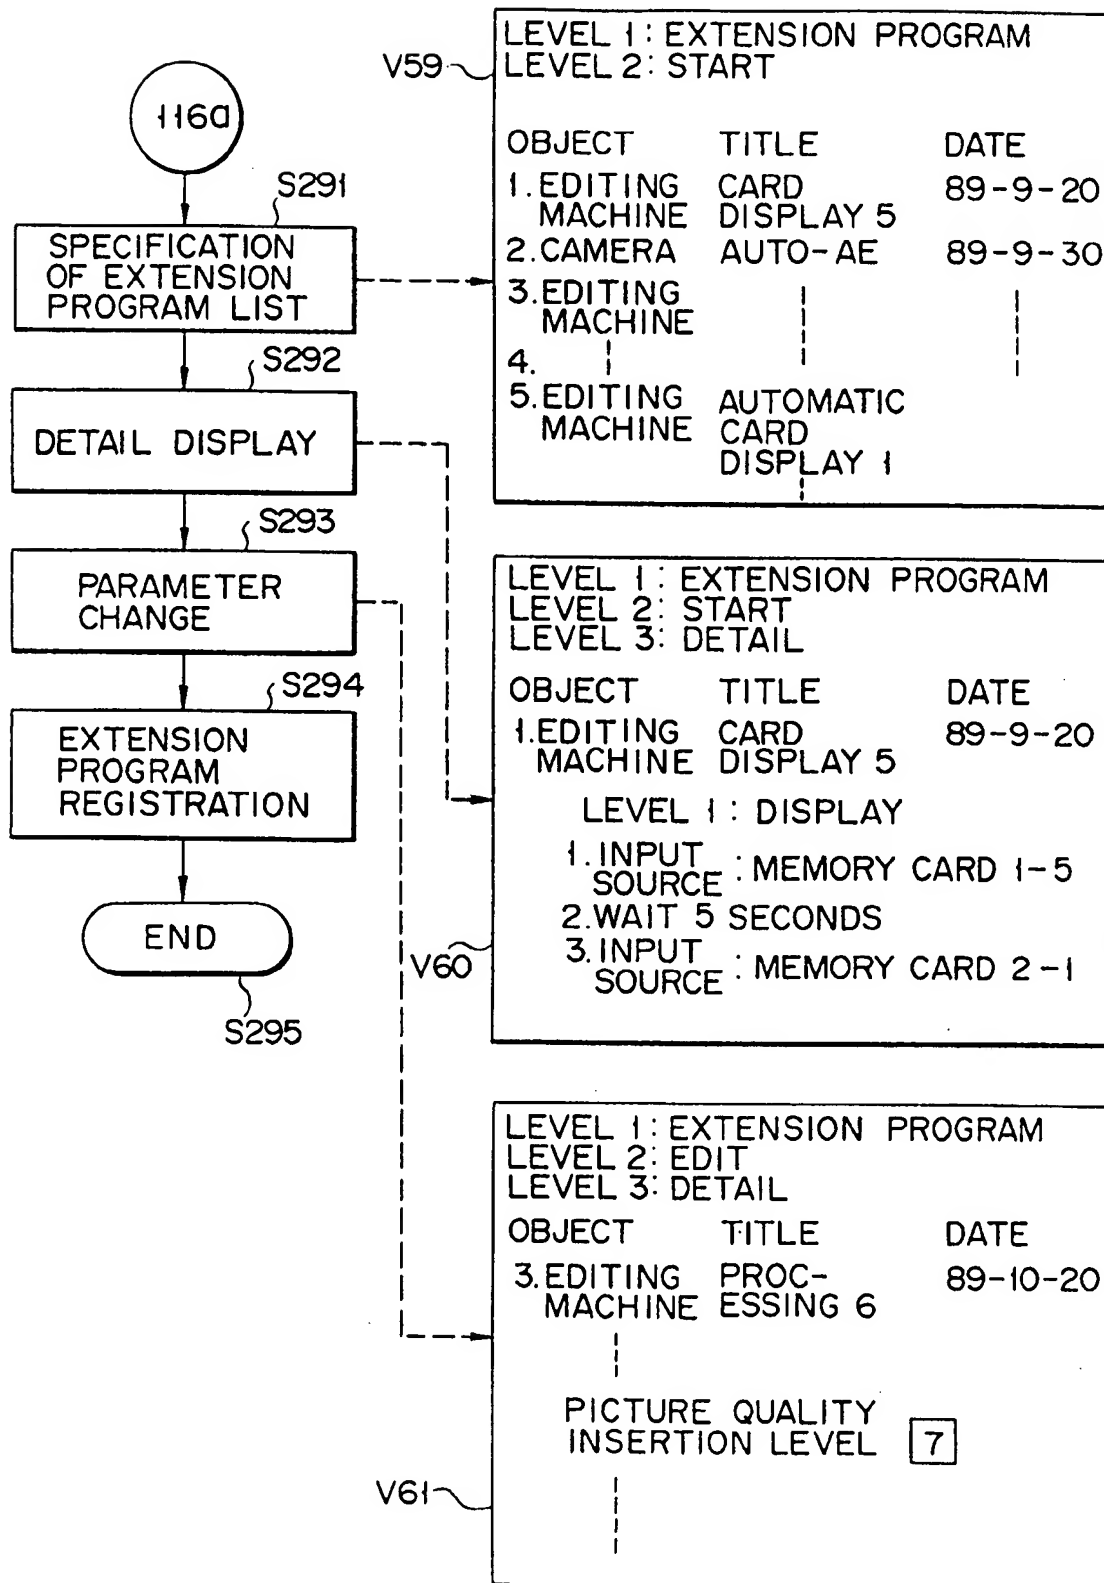 116a
S291
SPECIFICATION
OF EXTENSION
PROGRAM LIST
S292
DETAIL DISPLAY
S293
PARAMETER
CHANGE
S294
EXTENSION
PROGRAM
REGISTRATION
END
S295
V59
LEVEL 1: EXTENSION PROGRAM
LEVEL 2: START
OBJECT TITLE DATE
1. EDITING CARD 89-9-20
MACHINE DISPLAY 5
2. CAMERA AUTO-AE 89-9-30
3. EDITING
MACHINE
4.
5. EDITING AUTOMATIC
MACHINE CARD
DISPLAY 1
V60
LEVEL 1: EXTENSION PROGRAM
LEVEL 2: START
LEVEL 3: DETAIL
OBJECT TITLE DATE
1. EDITING CARD 89-9-20
MACHINE DISPLAY 5
LEVEL 1: DISPLAY
1. INPUT
SOURCE : MEMORY CARD 1-5
2. WAIT 5 SECONDS
3. INPUT
SOURCE : MEMORY CARD 2-1
V61
LEVEL 1: EXTENSION PROGRAM
LEVEL 2: EDIT
LEVEL 3: DETAIL
OBJECT TITLE DATE
3. EDITING PROC- 89-10-20
MACHINE ESSING 6
PICTURE QUALITY
INSERTION LEVEL 7